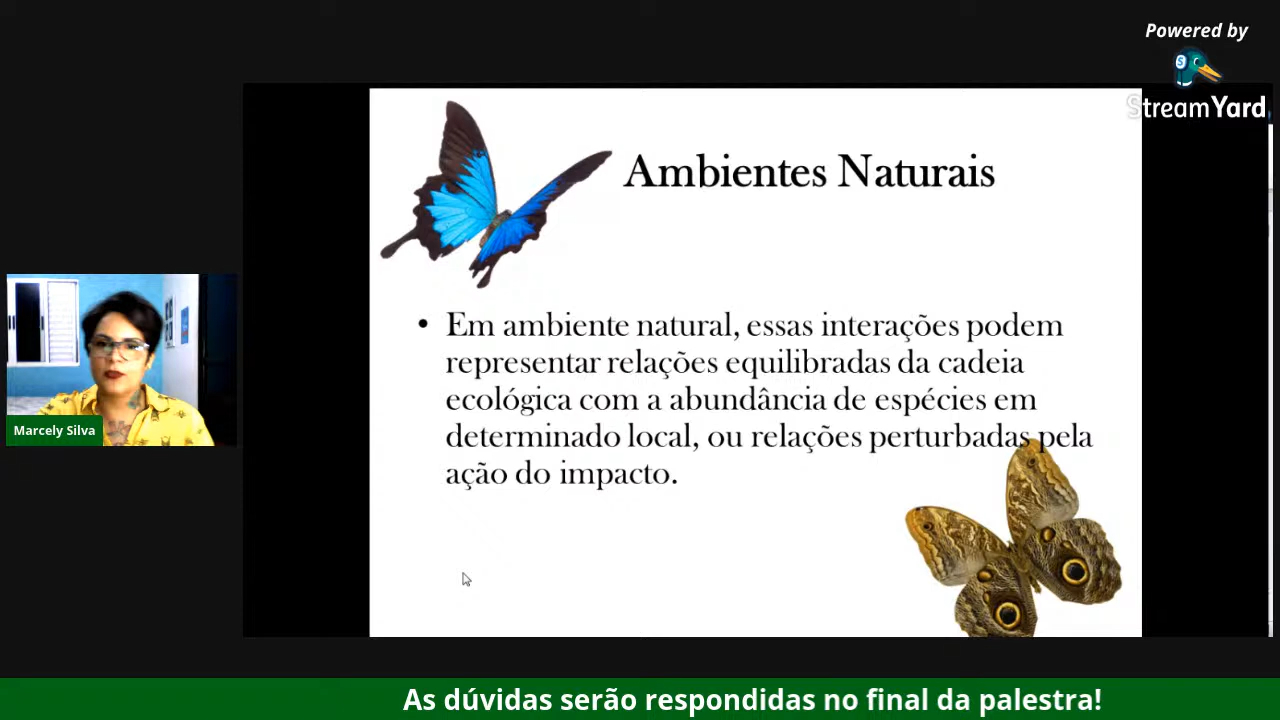 Powered by
StreamYard
Ambientes Naturais
• Em ambiente natural, essas interações podem
representar relações equilibradas da cadeia
ecológica com a abundância de espécies em
determinado local, ou relações perturbadas pela
ação do impacto.
Marcely Silva
As dúvidas serão respondidas no final da palestra!